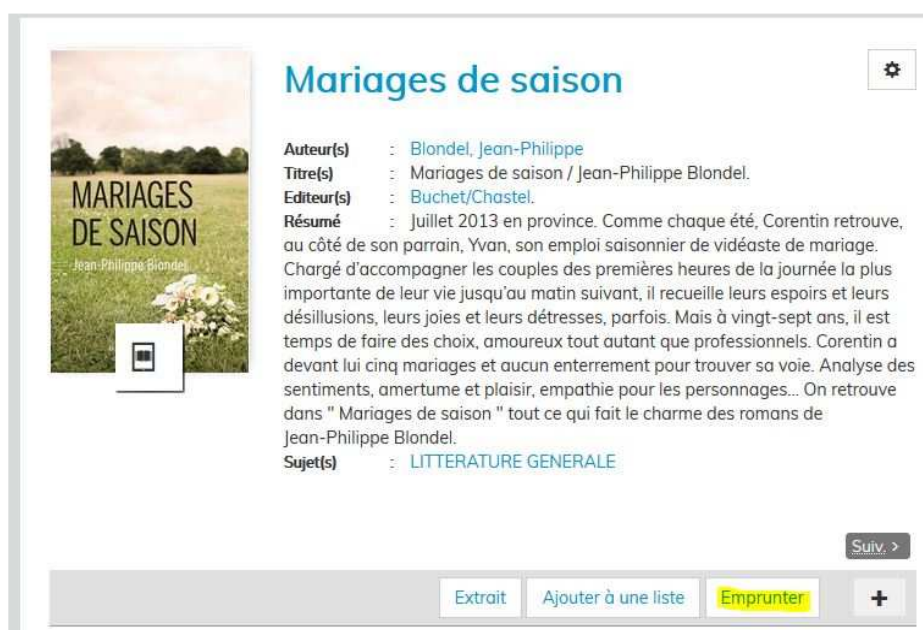 Mariages de saison
MARIAGES
DE SAISON
Jean-Philippe Blondel
Auteur(s) : Blondel, Jean-Philippe
Titre(s) : Mariages de saison / Jean-Philippe Blondel.
Editeur(s) : Buchet/Chastel.
Résumé : Juillet 2013 en province. Comme chaque été, Corentin retrouve,
au côté de son parrain, Yvan, son emploi saisonnier de vidéaste de mariage.
Chargé d'accompagner les couples des premières heures de la journée la plus
importante de leur vie jusqu'au matin suivant, il recueille leurs espoirs et leurs
désillusions, leurs joies et leurs détresses, parfois. Mais à vingt-sept ans, il est
temps de faire des choix, amoureux tout autant que professionnels. Corentin a
devant lui cinq mariages et aucun enterrement pour trouver sa voie. Analyse des
sentiments, amertume et plaisir, empathie pour les personnages... On retrouve
dans " Mariages de saison " tout ce qui fait le charme des romans de
Jean-Philippe Blondel.
Sujet(s) : LITTERATURE GENERALE
Suiv. >
Extrait Ajouter à une liste Emprunter +